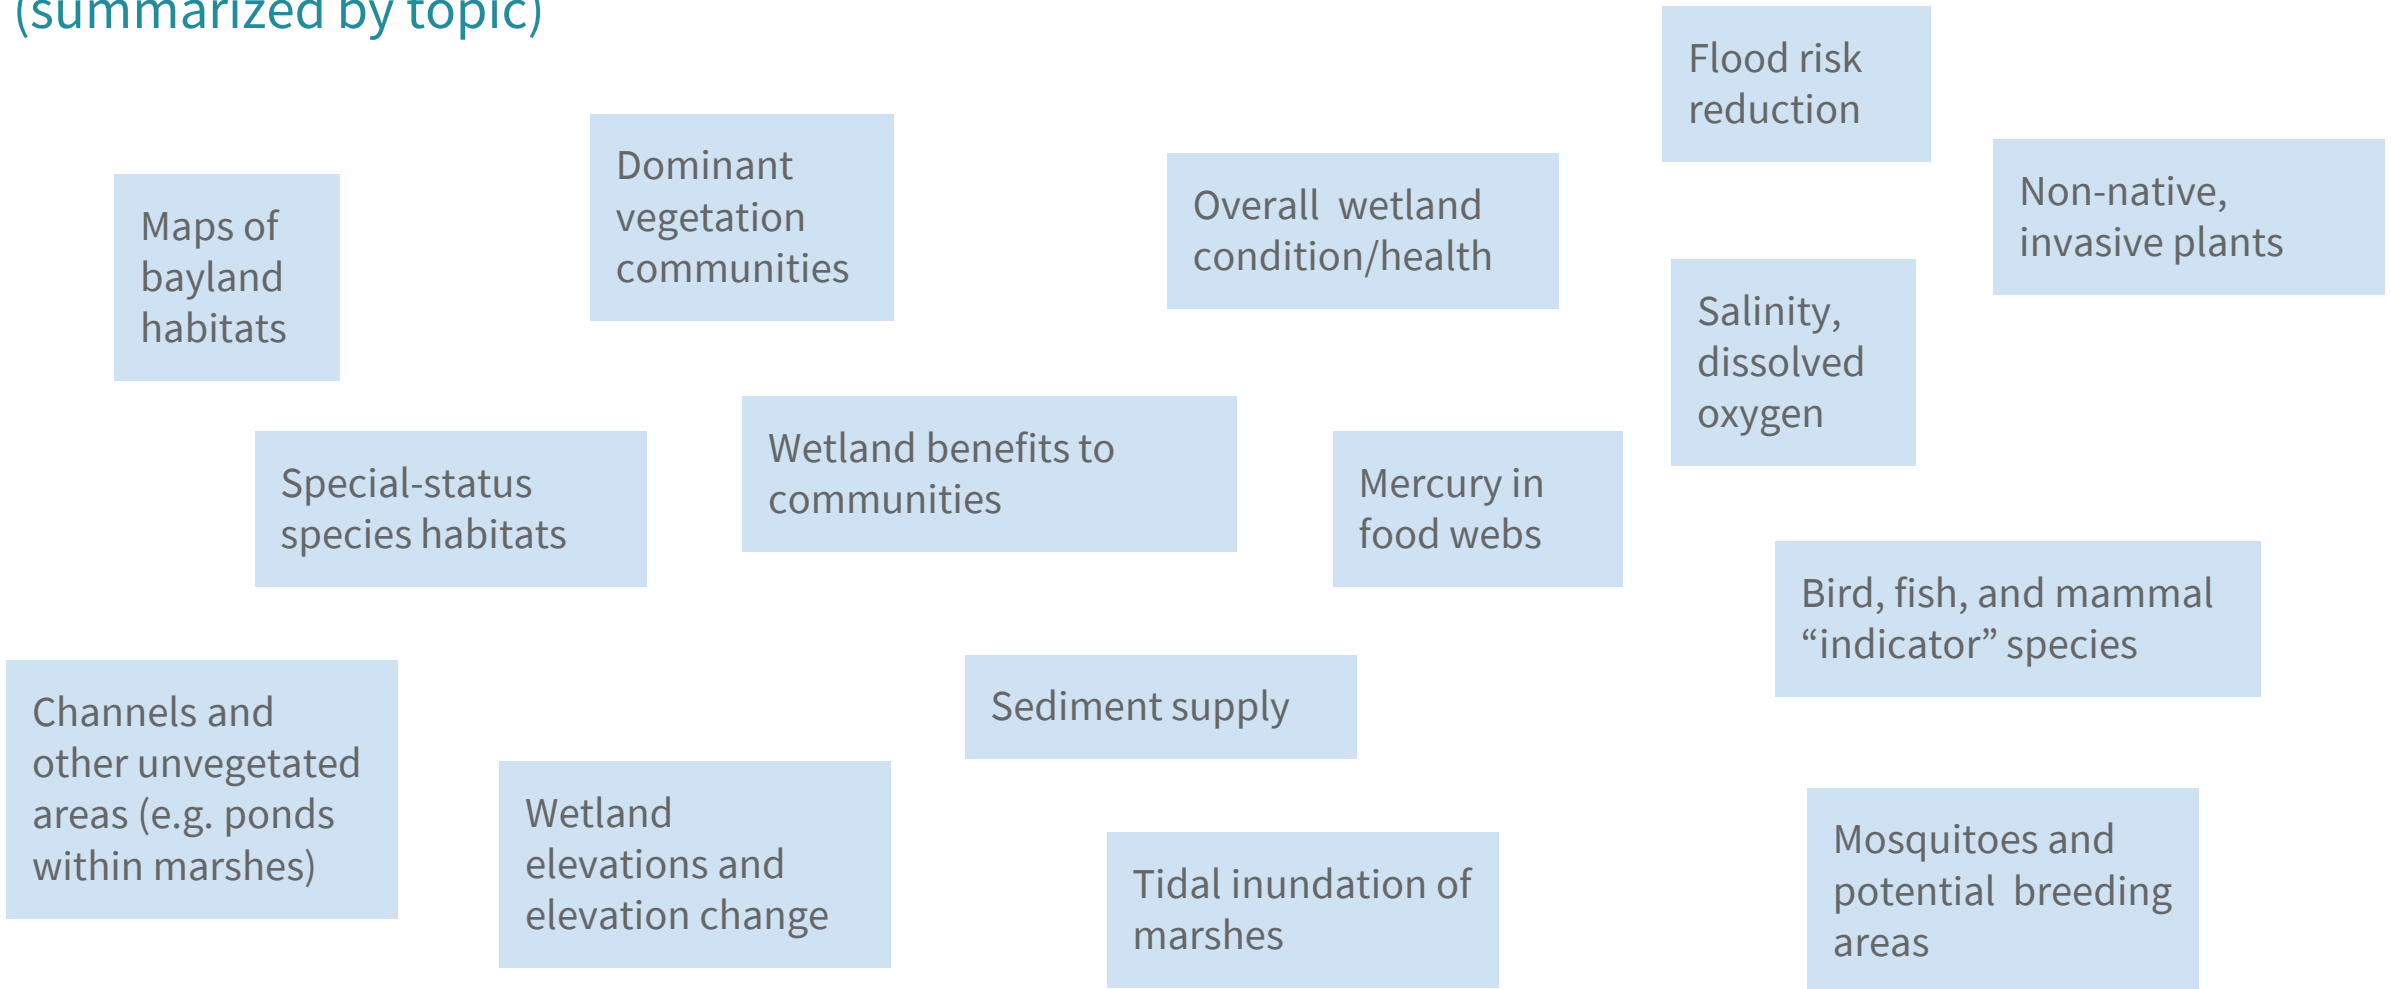 (summarized by topic)
Flood risk
reduction
Dominant
vegetation
communities
Non-native,
invasive plants
Overall  wetland
condition/health
Maps of
bayland
habitats
Salinity,
dissolved
oxygen
Wetland benefits to
communities
Special-status
species habitats
Mercury in
food webs
Bird, fish, and mammal
“indicator” species
Sediment supply
Channels and
other unvegetated
areas (e.g. ponds
within marshes)
Wetland
elevations and
elevation change
Tidal inundation of
marshes
Mosquitoes and
potential  breeding
areas